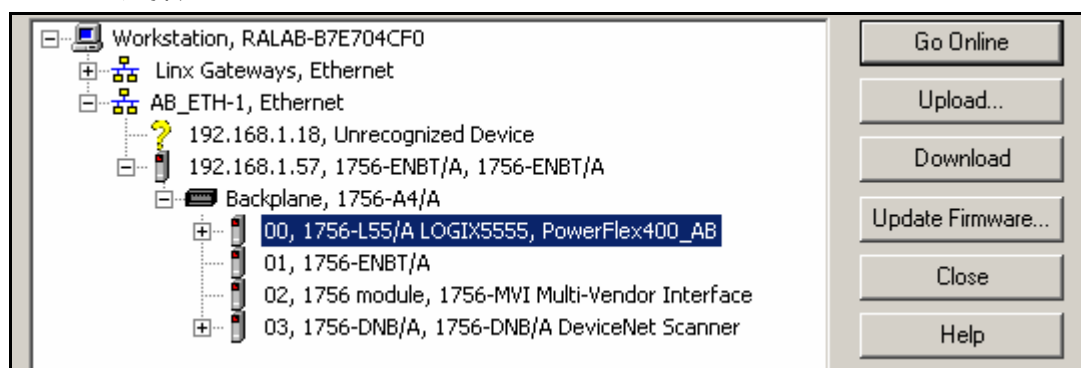 Workstation, RALAB-B7E704CF0
Linx Gateways, Ethernet
AB_ETH-1, Ethernet
192.168.1.18, Unrecognized Device
192.168.1.57, 1756-ENBT/A, 1756-ENBT/A
Backplane, 1756-A4/A
00, 1756-L55/A LOGIX5555, PowerFlex400_AB
01, 1756-ENBT/A
02, 1756 module, 1756-MVI Multi-Vendor Interface
03, 1756-DNB/A, 1756-DNB/A DeviceNet Scanner
Go Online
Upload...
Download
Update Firmware...
Close
Help